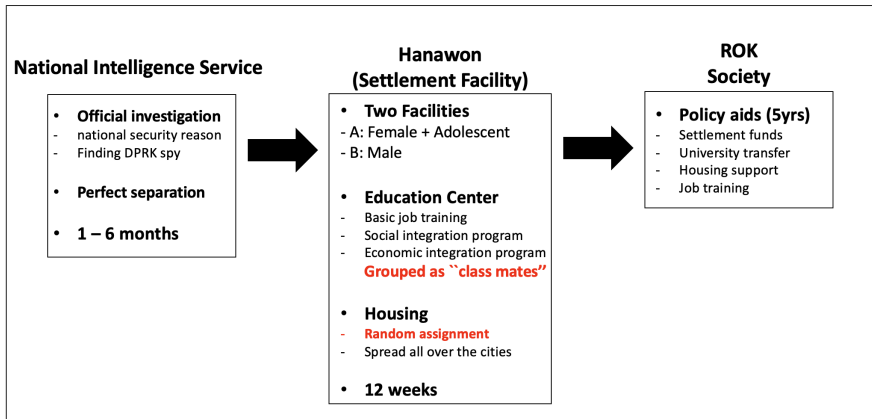 National Intelligence Service
• Official investigation
- national security reason
- Finding DPRK spy
• Perfect separation
• 1 – 6 months
Hanawon
(Settlement Facility)
• Two Facilities
- A: Female + Adolescent
- B: Male
• Education Center
- Basic job training
- Social integration program
- Economic integration program
Grouped as ``class mates’’
• Housing
- Random assignment
- Spread all over the cities
• 12 weeks
ROK
Society
• Policy aids (5yrs)
- Settlement funds
- University transfer
- Housing support
- Job training